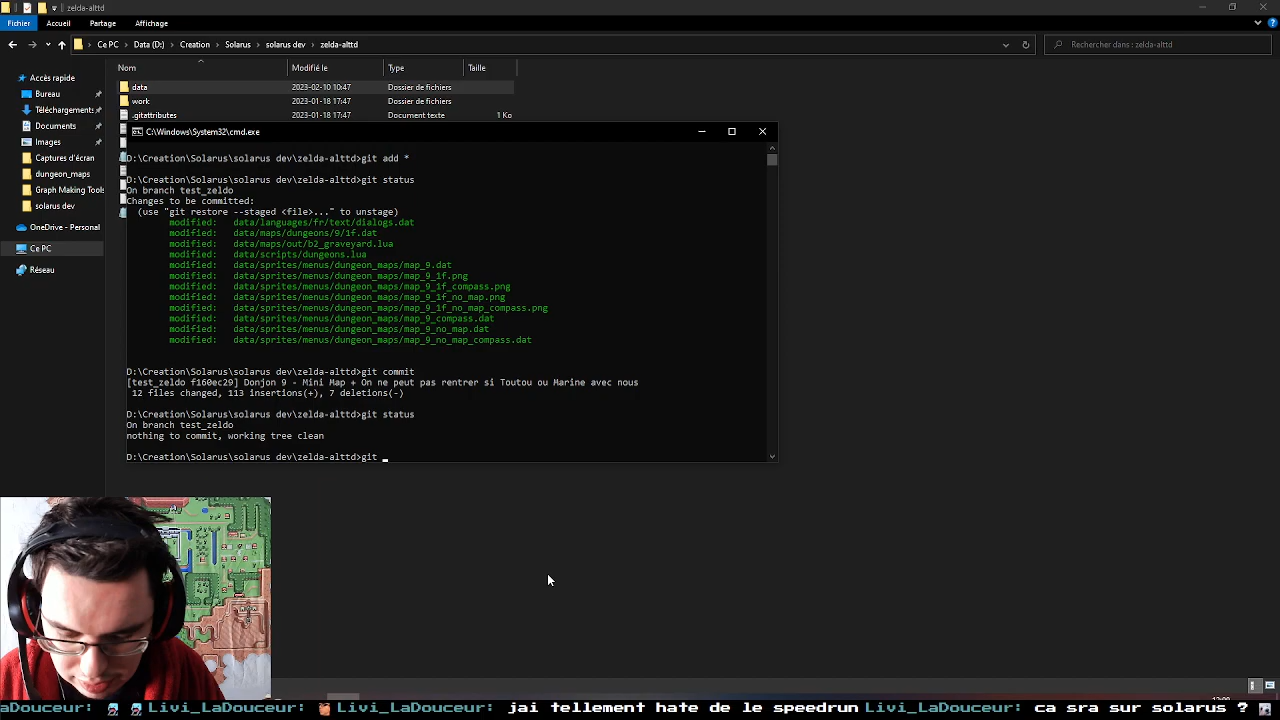 zelda-alttd
Fichier Accueil Partage Affichage
Ce PC Data (D:) Creation Solarus solarus dev zelda-alttd
Rechercher dans : zelda-alttd
Nom Modifié le Type Taille
Accès rapide
Bureau
Téléchargements
Documents
Images
Captures d'écran
dungeon_maps
Graph Making Tools
solarus dev
OneDrive - Personal
Ce PC
Réseau
data 2023-02-10 10:47 Dossier de fichiers
work 2023-01-18 17:47 Dossier de fichiers
.gitattributes 2023-01-18 17:47 Document texte 1 Ko
C:\Windows\System32\cmd.exe
D:\Creation\Solarus\solarus dev\zelda-alttd>git add *
D:\Creation\Solarus\solarus dev\zelda-alttd>git status
On branch test_zeldo
Changes to be committed:
(use "git restore --staged <file>..." to unstage)
modified: data/languages/fr/text/dialogs.dat
modified: data/maps/dungeons/9/1f.dat
modified: data/maps/out/b2_graveyard.lua
modified: data/scripts/dungeons.lua
modified: data/sprites/menus/dungeon_maps/map_9.dat
modified: data/sprites/menus/dungeon_maps/map_9_1f.png
modified: data/sprites/menus/dungeon_maps/map_9_1f_compass.png
modified: data/sprites/menus/dungeon_maps/map_9_1f_no_map.png
modified: data/sprites/menus/dungeon_maps/map_9_1f_no_map_compass.png
modified: data/sprites/menus/dungeon_maps/map_9_compass.dat
modified: data/sprites/menus/dungeon_maps/map_9_no_map.dat
modified: data/sprites/menus/dungeon_maps/map_9_no_map_compass.dat
D:\Creation\Solarus\solarus dev\zelda-alttd>git commit
[test_zeldo f160ec29] Donjon 9 - Mini Map + On ne peut pas rentrer si Toutou ou Marine avec nous
12 files changed, 113 insertions(+), 7 deletions(-)
D:\Creation\Solarus\solarus dev\zelda-alttd>git status
On branch test_zeldo
nothing to commit, working tree clean
D:\Creation\Solarus\solarus dev\zelda-alttd>git _
aDouceur: Livi_LaDouceur: Livi_LaDouceur: jai tellement hate de le speedrun Livi_LaDouceur: ca sra sur solarus ?